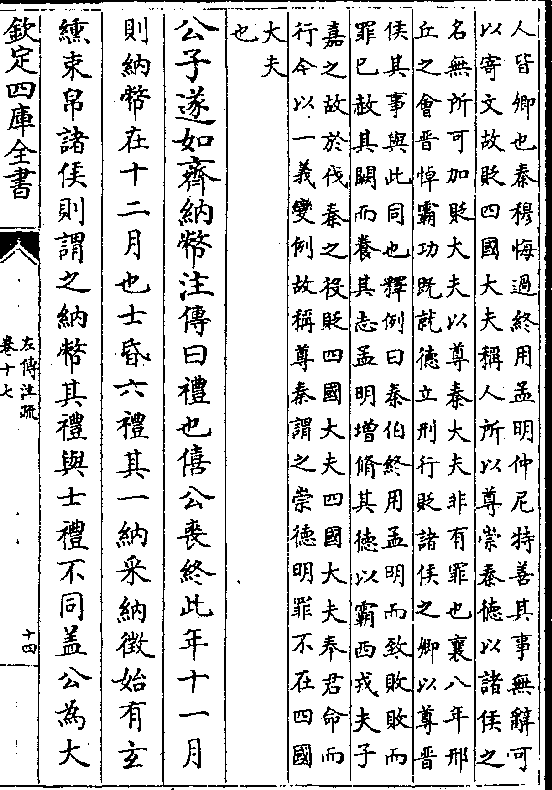 人皆卿也秦穆悔過終用孟明仲尼特善其事無辭可
以寄文故貶四國大夫稱人所以尊崇秦德以諸侯之
名無所可加貶大夫以尊秦大夫非有罪也襄八年邢
丘之會晉悼霸功既就德立刑行貶諸侯之卿以尊晉
侯其事與此同也釋例曰秦伯終用孟明而致敗敗而
罪已赦其闕而養其志孟明增脩其德以霸西戎夫子
嘉之故於伐秦之役貶四國大夫四國大夫奉君命而
行今以一義變例故稱尊秦謂之崇德明罪不在四國
大夫
也
公子遂如齊納幣注傳曰禮也僖公喪終此年十一月
則納幣在十二月也士昏六禮其一納采納徵始有玄
纁束帛諸侯則謂之納幣其禮與士禮不同蓋公為大
欽定四庫全書
左傳注疏
卷十七
十四